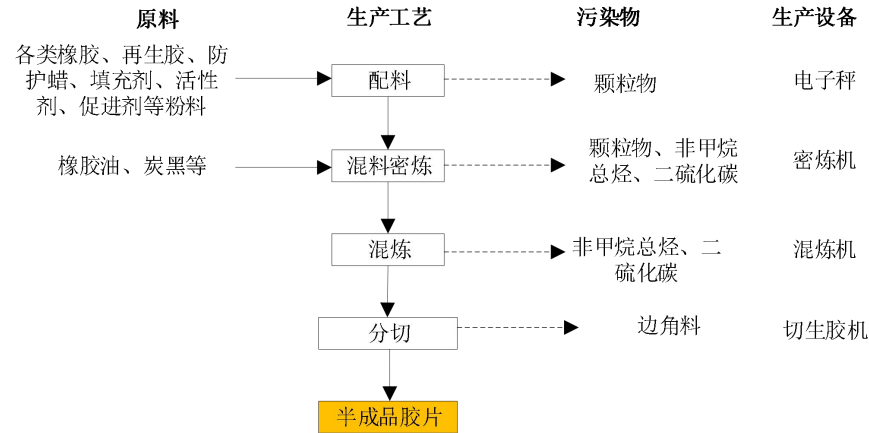 原料
生产工艺
污染物
生产设备
各类橡胶、再生胶、防
护蜡、填充剂、活性
剂、促进剂等粉料
配料
颗粒物
电子秤
橡胶油、炭黑等
混料密炼
颗粒物、非甲烷
总烃、二硫化碳
密炼机
混炼
非甲烷总烃、二
硫化碳
混炼机
分切
边角料
切生胶机
半成品胶片